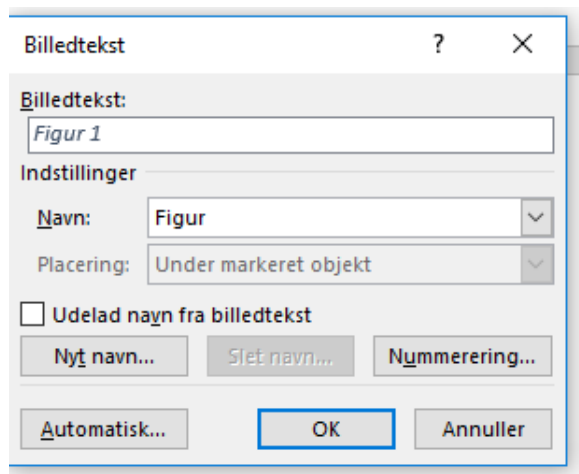 Billedtekst
?
Billedtekst:
Figur 1
Indstillinger
Navn: Figur
Placering: Under markeret objekt
Udelad navn fra billedtekst
Nyt navn... Slet navn... Nummerering...
Automatisk... OK Annuller